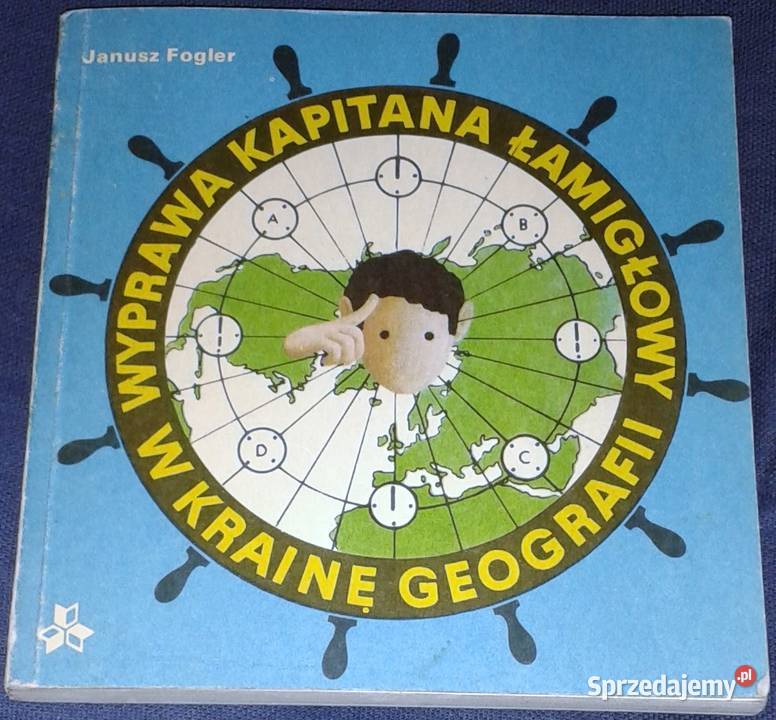 Janusz Fogler
WYPRAWA KAPITANA ŁAMIGŁOWY
W KRAINĘ GEOGRAFII
A
B
D
C
Sprzedajemy.pl